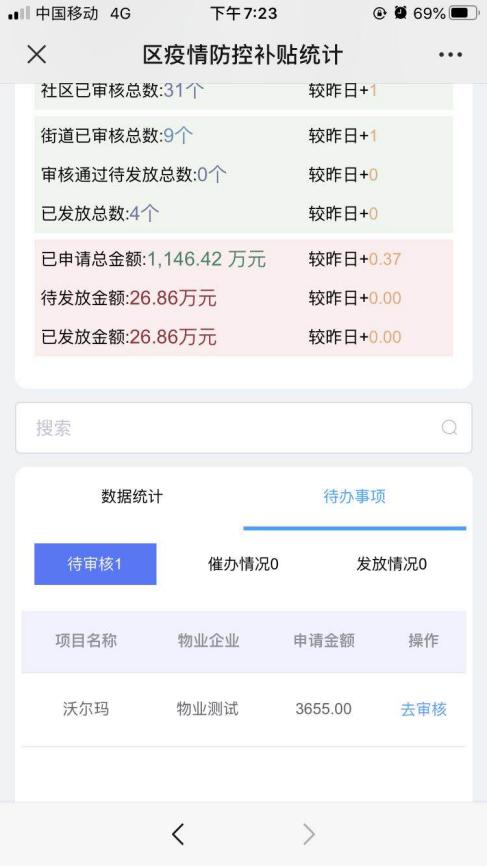 中国移动 4G 下午7:23 69%
区疫情防控补贴统计
社区已审核总数:31个 较昨日+1
街道已审核总数:9个 较昨日+1
审核通过待发放总数:0个 较昨日+0
已发放总数:4个 较昨日+0
已申请总金额:1,146.42 万元 较昨日+0.37
待发放金额:26.86万元 较昨日+0.00
已发放金额:26.86万元 较昨日+0.00
搜索
数据统计 待办事项
待审核1 催办情况0 发放情况0
项目名称 物业企业 申请金额 操作
沃尔玛 物业测试 3655.00 去审核